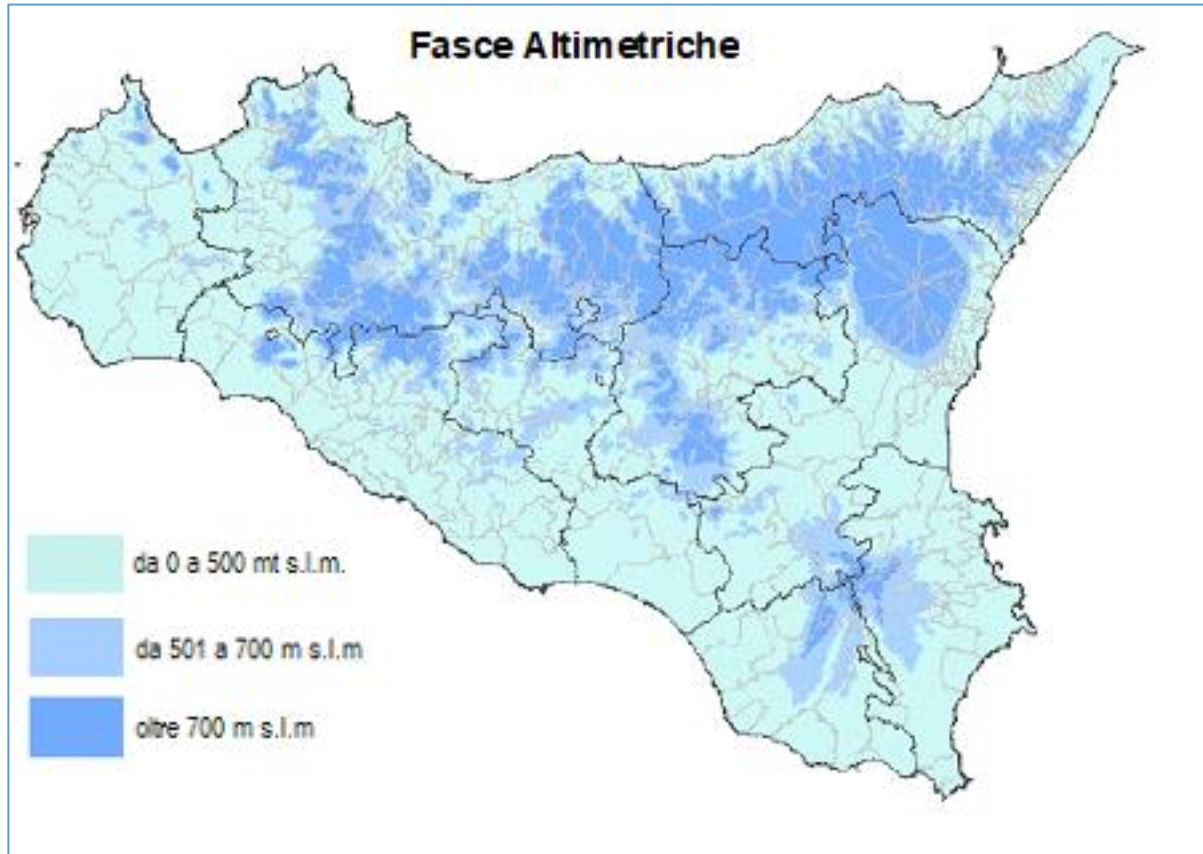 Fasce Altimetriche
da 0 a 500 mt s.l.m.
da 501 a 700 m s.l.m
oltre 700 m s.l.m